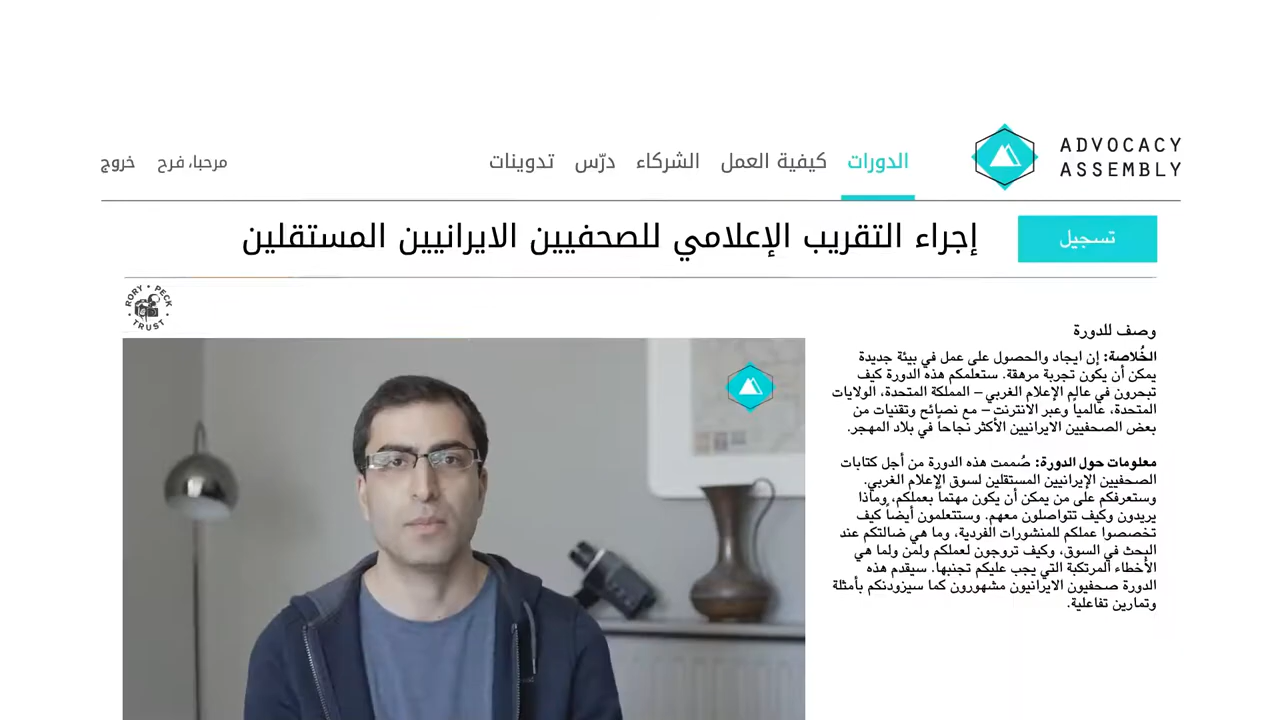 ADVOCACY
ASSEMBLY
الدورات
كيفية العمل
الشركاء
درّس
تدوينات
مرحبا، فرح
خروج
تسجيل
إجراء التقريب الإعلامي للصحفيين الايرانيين المستقلين
RORY • PECK • TRUST •
وصف للدورة
الخُلاصة: إن ايجاد والحصول على عمل في بيئة جديدة
يمكن أن يكون تجربة مرهقة. ستعلمكم هذه الدورة كيف
تبحرون في عالم الإعلام الغربي – المملكة المتحدة، الولايات
المتحدة، عالمياً وعبر الانترنت – مع نصائح وتقنيات من
بعض الصحفيين الايرانيين الأكثر نجاحاً في بلاد المهجر.
معلومات حول الدورة: صُممت هذه الدورة من أجل كتابات
الصحفيين الإيرانيين المستقلين لسوق الإعلام الغربي.
وستعرفكم على من يمكن أن يكون مهتماً بعملكم، وماذا
يريدون وكيف تتواصلون معهم. وستتعلمون أيضاً كيف
تخصصوا عملكم للمنشورات الفردية، وما هي ضالتكم عند
البحث في السوق، وكيف تروجون لعملكم ولمن ولما هي
الأخطاء المرتكبة التي يجب عليكم تجنبها. سيقدم هذه
الدورة صحفيون الايرانيون مشهورون كما سيزودنكم بأمثلة
وتمارين تفاعلية.